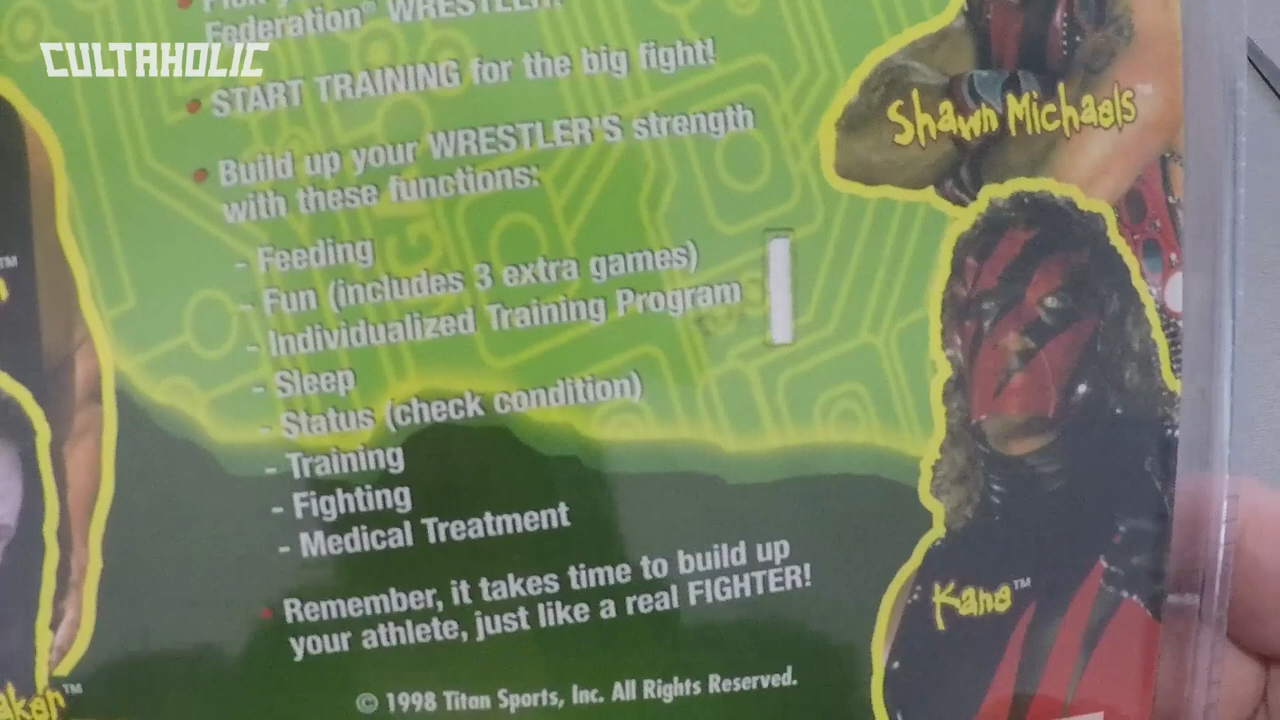 CULTAHOLIC
Federation® WRESTLER!
• START TRAINING for the big fight!
• Build up your WRESTLER'S strength
with these functions:
- Feeding
- Fun (includes 3 extra games)
- Individualized Training Program
- Sleep
- Status (check condition)
- Training
- Fighting
- Medical Treatment
• Remember, it takes time to build up
your athlete, just like a real FIGHTER!
© 1998 Titan Sports, Inc. All Rights Reserved.
Shawn Michaels™
Kane™